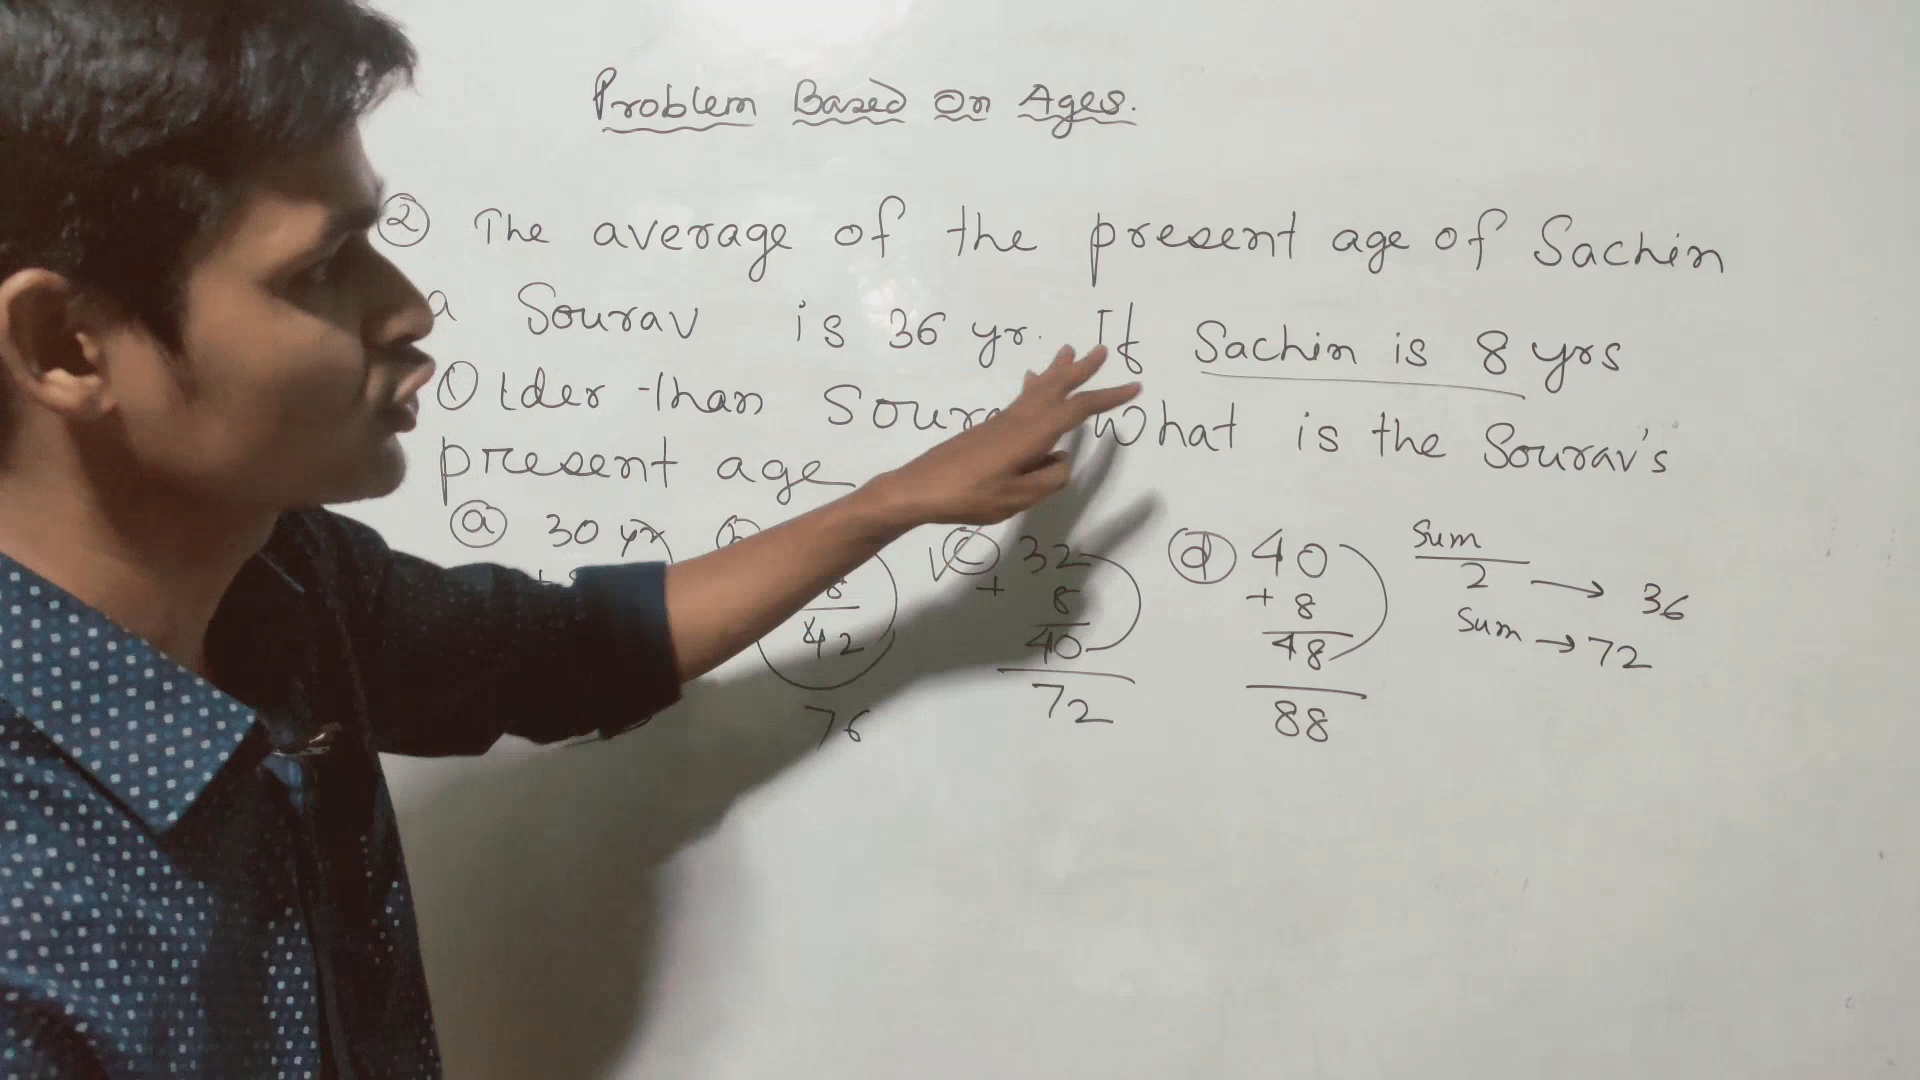 Problem Based On Ages.
② The average of the present age of Sachin
Sourav is 36 yr. If Sachin is 8 yrs
Older than What is the Sourav's
present age
ⓐ 30 yr
8
42
76
ⓒ 32
+ 8
40
72
ⓓ 40
+ 8
48
88
Sum
2 → 36
Sum → 72